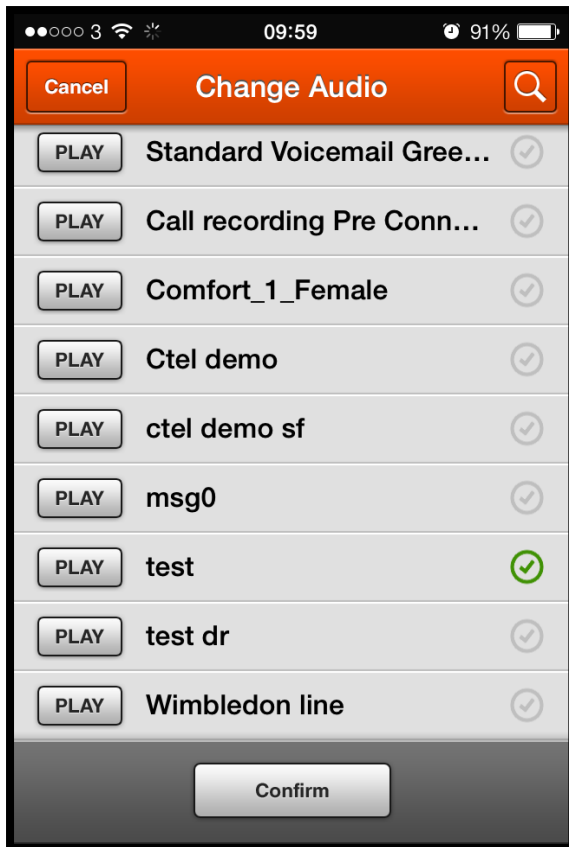 3 09:59 91%
Cancel Change Audio
PLAY Standard Voicemail Gree...
PLAY Call recording Pre Conn...
PLAY Comfort_1_Female
PLAY Ctel demo
PLAY ctel demo sf
PLAY msg0
PLAY test
PLAY test dr
PLAY Wimbledon line
Confirm